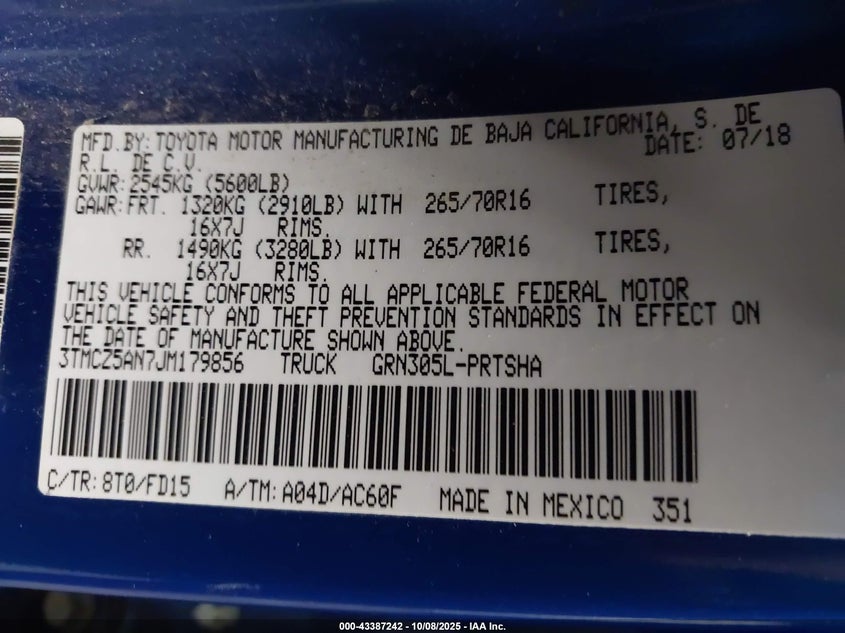 MFD.BY: TOYOTA MOTOR MANUFACTURING DE BAJA CALIFORNIA, S. DE
R.L. DE C.V. DATE: 07/18
GVWR: 2545KG (5600LB)
GAWR: FRT. 1320KG (2910LB) WITH 265/70R16 TIRES,
16X7J RIMS.
RR. 1490KG (3280LB) WITH 265/70R16 TIRES,
16X7J RIMS.
THIS VEHICLE CONFORMS TO ALL APPLICABLE FEDERAL MOTOR
VEHICLE SAFETY AND THEFT PREVENTION STANDARDS IN EFFECT ON
THE DATE OF MANUFACTURE SHOWN ABOVE.
3TMCZ5AN7JM179856 TRUCK GRN305L-PRTSHA
C/TR: 8T0/FD15 A/TM: A04D/AC60F MADE IN MEXICO 351
000-43387242 - 10/08/2025 - IAA Inc.